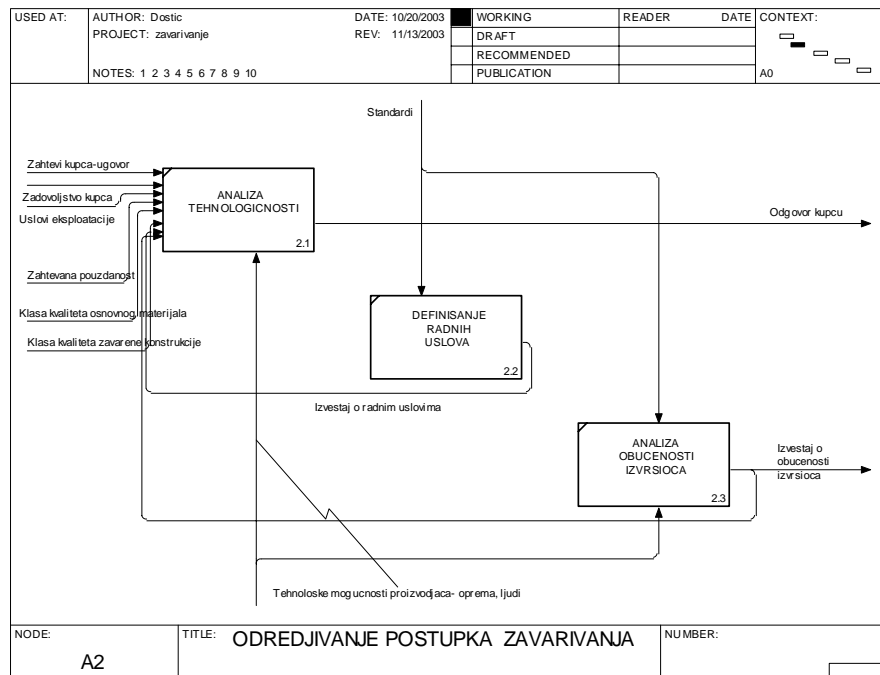 USED AT:
AUTHOR: Dostic
DATE: 10/20/2003
WORKING
READER
DATE
CONTEXT:
PROJECT: zavarivanje
REV: 11/13/2003
DRAFT
RECOMMENDED
NOTES: 1 2 3 4 5 6 7 8 9 10
PUBLICATION
A0
Standardi
Zahtevi kupca-ugovor
Zadovoljstvo kupca
Uslovi eksploatacije
Zahtevana pouzdanost
Klasa kvaliteta osnovnog materijala
Klasa kvaliteta zavarene konstrukcije
ANALIZA
TEHNOLOGICNOSTI
2.1
Odgovor kupcu
DEFINISANJE
RADNIH
USLOVA
2.2
Izvestaj o radnim uslovima
ANALIZA
OBUCENOSTI
IZVRSIOCA
2.3
Izvestaj o
obucenosti
izvrsioca
Tehnoloske mogucnosti proizvodjaca- oprema, ljudi
NODE:
A2
TITLE:
ODREDJIVANJE POSTUPKA ZAVARIVANJA
NUMBER: